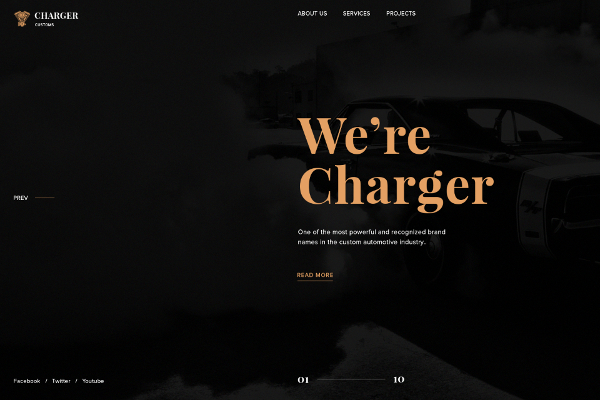 CHARGER
CUSTOMS
ABOUT US
SERVICES
PROJECTS
We're
Charger
PREV
One of the most powerful and recognized brand
names in the custom automotive industry.
READ MORE
Facebook / Twitter / Youtube
01
10